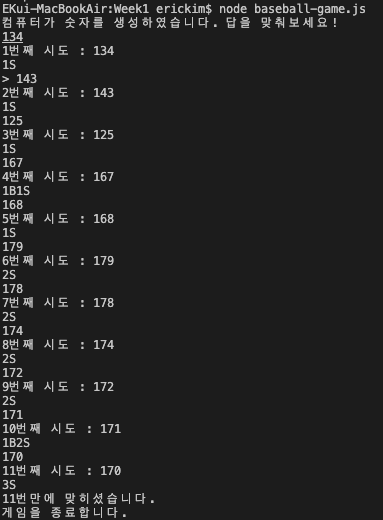 EKui-MacBookAir:Week1 erickim$ node baseball-game.js
컴퓨터가 숫자를 생성하였습니다. 답을 맞춰보세요!
134
1번째 시도 : 134
1S
> 143
2번째 시도 : 143
1S
125
3번째 시도 : 125
1S
167
4번째 시도 : 167
1B1S
168
5번째 시도 : 168
1S
179
6번째 시도 : 179
2S
178
7번째 시도 : 178
2S
174
8번째 시도 : 174
2S
172
9번째 시도 : 172
2S
171
10번째 시도 : 171
1B2S
170
11번째 시도 : 170
3S
11번만에 맞히셨습니다.
게임을 종료합니다.